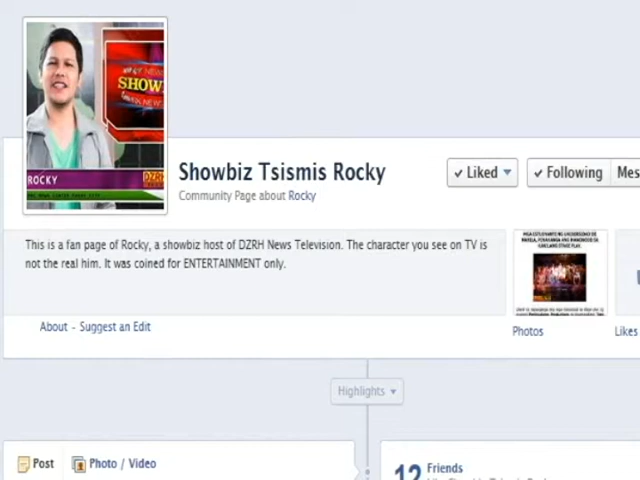 SHOW
ROCKY
DZRH
Showbiz Tsismis Rocky
Liked
Following
Mes
Community Page about Rocky
This is a fan page of Rocky, a showbiz host of DZRH News Television. The character you see on TV is
not the real him. It was coined for ENTERTAINMENT only.
About - Suggest an Edit
Photos
Likes
Highlights
Post
Photo / Video
12 Friends